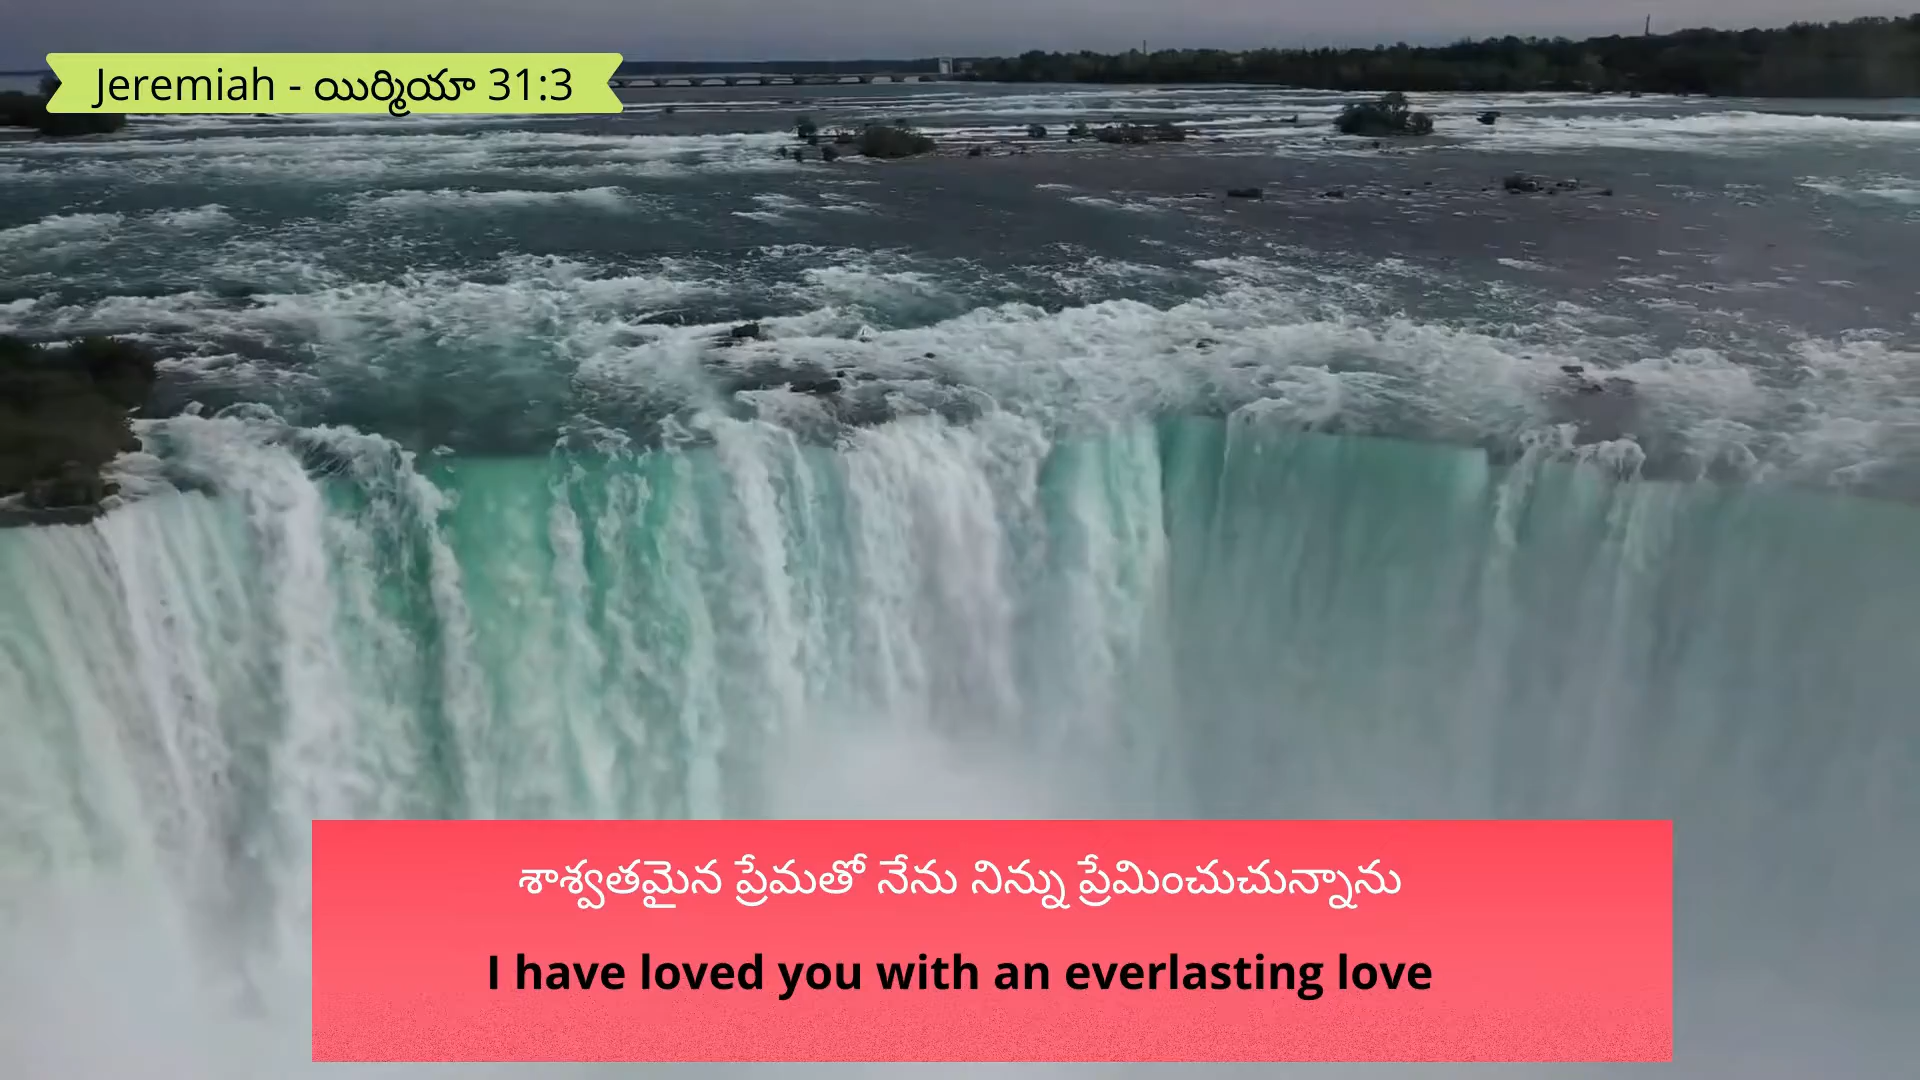 Jeremiah - యిర్మియా 31:3
శాశ్వతమైన ప్రేమతో నేను నిన్ను ప్రేమించుచున్నాను
I have loved you with an everlasting love